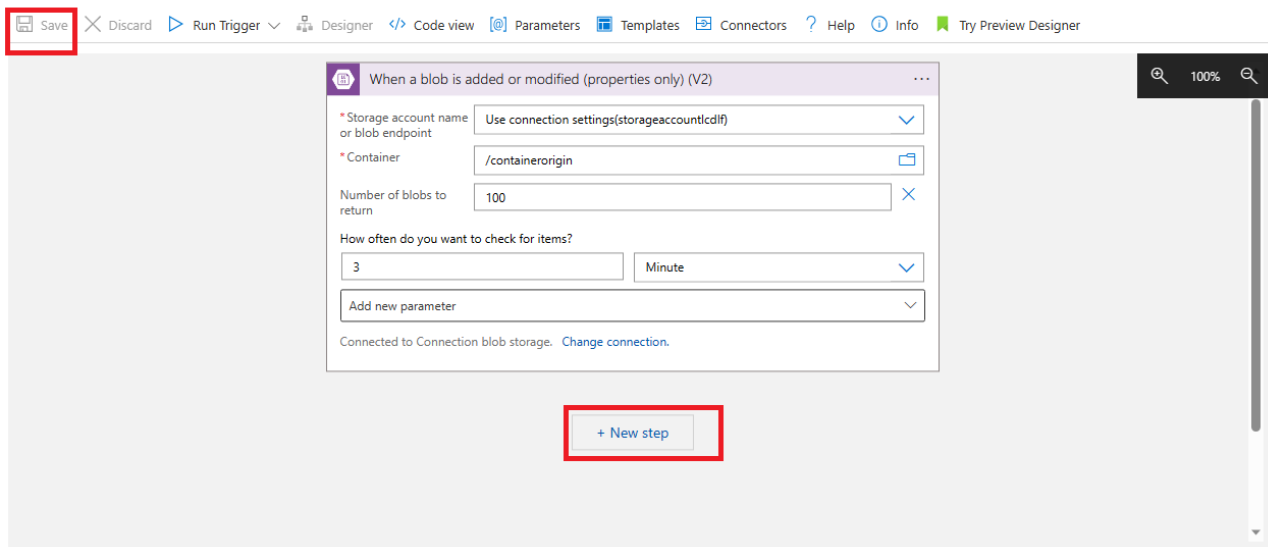 Save Discard Run Trigger Designer </> Code view [@] Parameters Templates Connectors ? Help Info Try Preview Designer
When a blob is added or modified (properties only) (V2) ...
100%
*Storage account name
or blob endpoint
Use connection settings(storageaccountlcdlf)
*Container
/containerorigin
Number of blobs to
return
100
How often do you want to check for items?
3 Minute
Add new parameter
Connected to Connection blob storage. Change connection.
+ New step